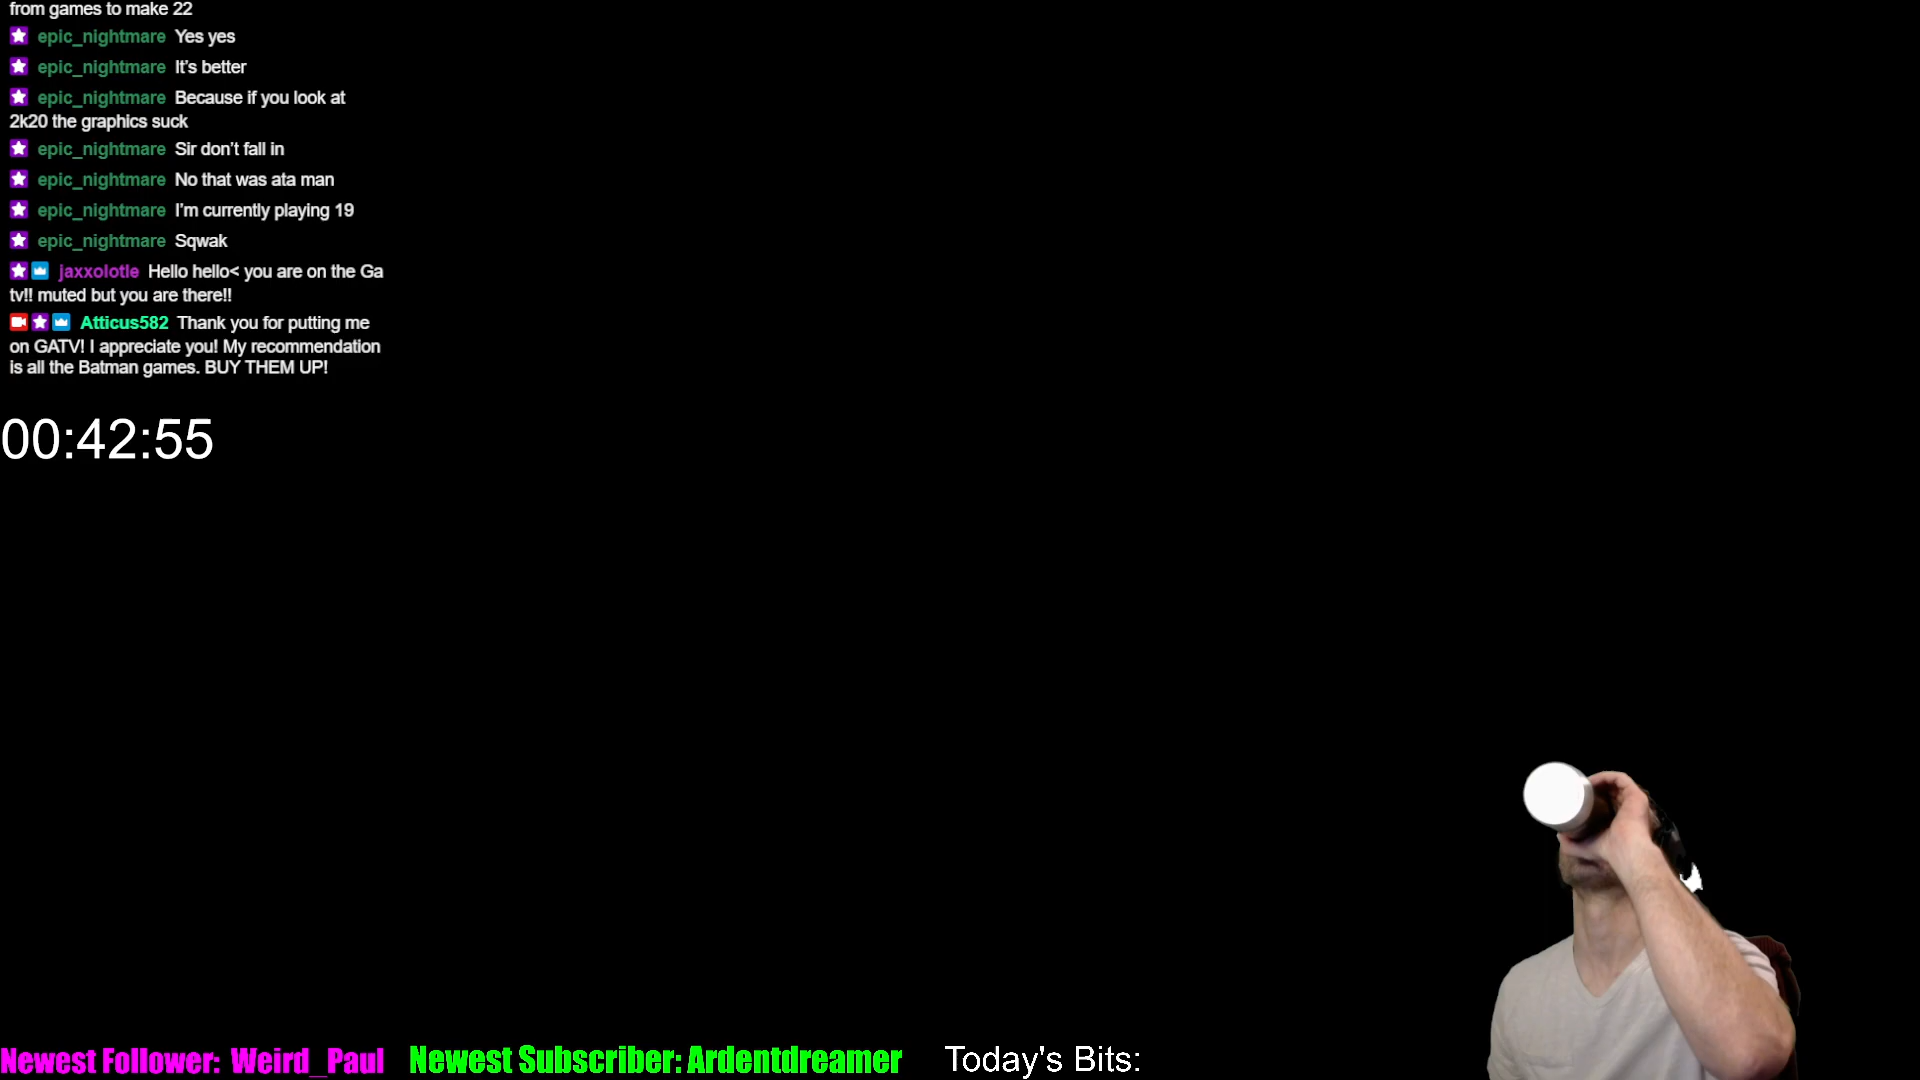 from games to make 22
epic_nightmare Yes yes
epic_nightmare It's better
epic_nightmare Because if you look at
2k20 the graphics suck
epic_nightmare Sir don't fall in
epic_nightmare No that was ata man
epic_nightmare I'm currently playing 19
epic_nightmare Sqwak
jaxxolotle Hello hello< you are on the Ga
tv!! muted but you are there!!
Atticus582 Thank you for putting me
on GATV! I appreciate you! My recommendation
is all the Batman games. BUY THEM UP!
00:42:55
Newest Follower: Weird_Paul Newest Subscriber: Ardentdreamer Today's Bits: